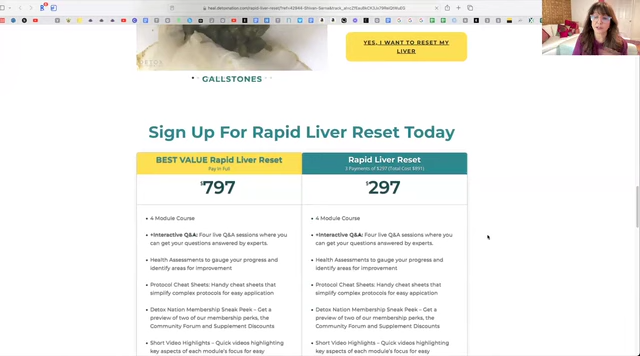 YES, I WANT TO RESET MY
LIVER
GALLSTONES
Sign Up For Rapid Liver Reset Today
BEST VALUE Rapid Liver Reset
Pay in Full
$797
Rapid Liver Reset
3 Payments of $297 (Total Cost $891)
$297
4 Module Course
+Interactive Q&A: Four live Q&A sessions where you
can get your questions answered by experts.
Health Assessments to gauge your progress and
identify areas for improvement
Protocol Cheat Sheets: Handy cheat sheets that
simplify complex protocols for easy application
Detox Nation Membership Sneak Peek – Get a
preview of two of our membership perks, the
Community Forum and Supplement Discounts
Short Video Highlights – Quick videos highlighting
key aspects of each module's focus for easy
4 Module Course
+Interactive Q&A: Four live Q&A sessions where you
can get your questions answered by experts.
Health Assessments to gauge your progress and
identify areas for improvement
Protocol Cheat Sheets: Handy cheat sheets that
simplify complex protocols for easy application
Detox Nation Membership Sneak Peek – Get a
preview of two of our membership perks, the
Community Forum and Supplement Discounts
Short Video Highlights – Quick videos highlighting
key aspects of each module's focus for easy